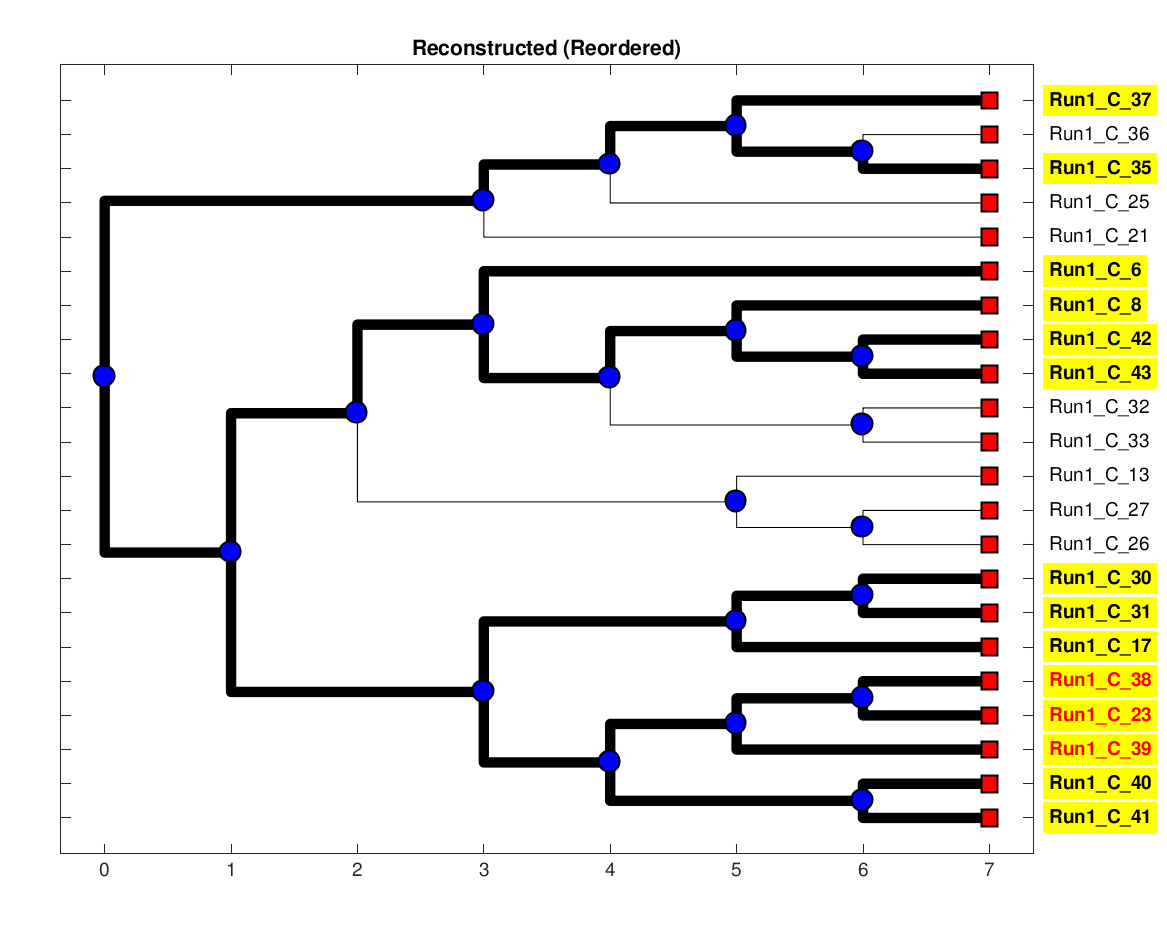 Reconstructed (Reordered)
Run1_C_37
Run1_C_36
Run1_C_35
Run1_C_25
Run1_C_21
Run1_C_6
Run1_C_8
Run1_C_42
Run1_C_43
Run1_C_32
Run1_C_33
Run1_C_13
Run1_C_27
Run1_C_26
Run1_C_30
Run1_C_31
Run1_C_17
Run1_C_38
Run1_C_23
Run1_C_39
Run1_C_40
Run1_C_41
0 1 2 3 4 5 6 7